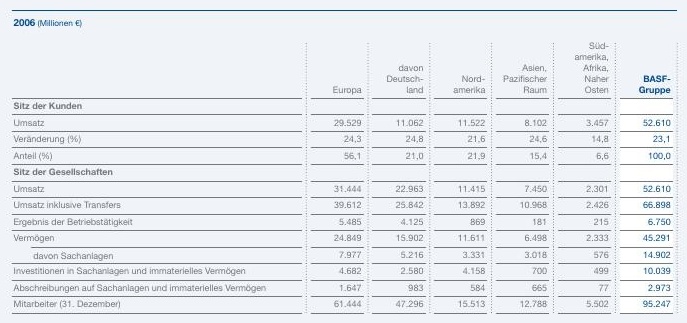 2006 (Millionen €)
Europa davon Deutsch-land Nord-amerika Asien, Pazifischer Raum Süd-amerika, Afrika, Naher Osten BASF-Gruppe
Sitz der Kunden
Umsatz 29.529 11.062 11.522 8.102 3.457 52.610
Veränderung (%) 24,3 24,8 21,6 24,6 14,8 23,1
Anteil (%) 56,1 21,0 21,9 15,4 6,6 100,0
Sitz der Gesellschaften
Umsatz 31.444 22.963 11.415 7.450 2.301 52.610
Umsatz inklusive Transfers 39.612 25.842 13.892 10.968 2.426 66.898
Ergebnis der Betriebstätigkeit 5.485 4.125 869 181 215 6.750
Vermögen 24.849 15.902 11.611 6.498 2.333 45.291
davon Sachanlagen 7.977 5.216 3.331 3.018 576 14.902
Investitionen in Sachanlagen und immaterielles Vermögen 4.682 2.580 4.158 700 499 10.039
Abschreibungen auf Sachanlagen und immaterielles Vermögen 1.647 983 584 665 77 2.973
Mitarbeiter (31. Dezember) 61.444 47.296 15.513 12.788 5.502 95.247